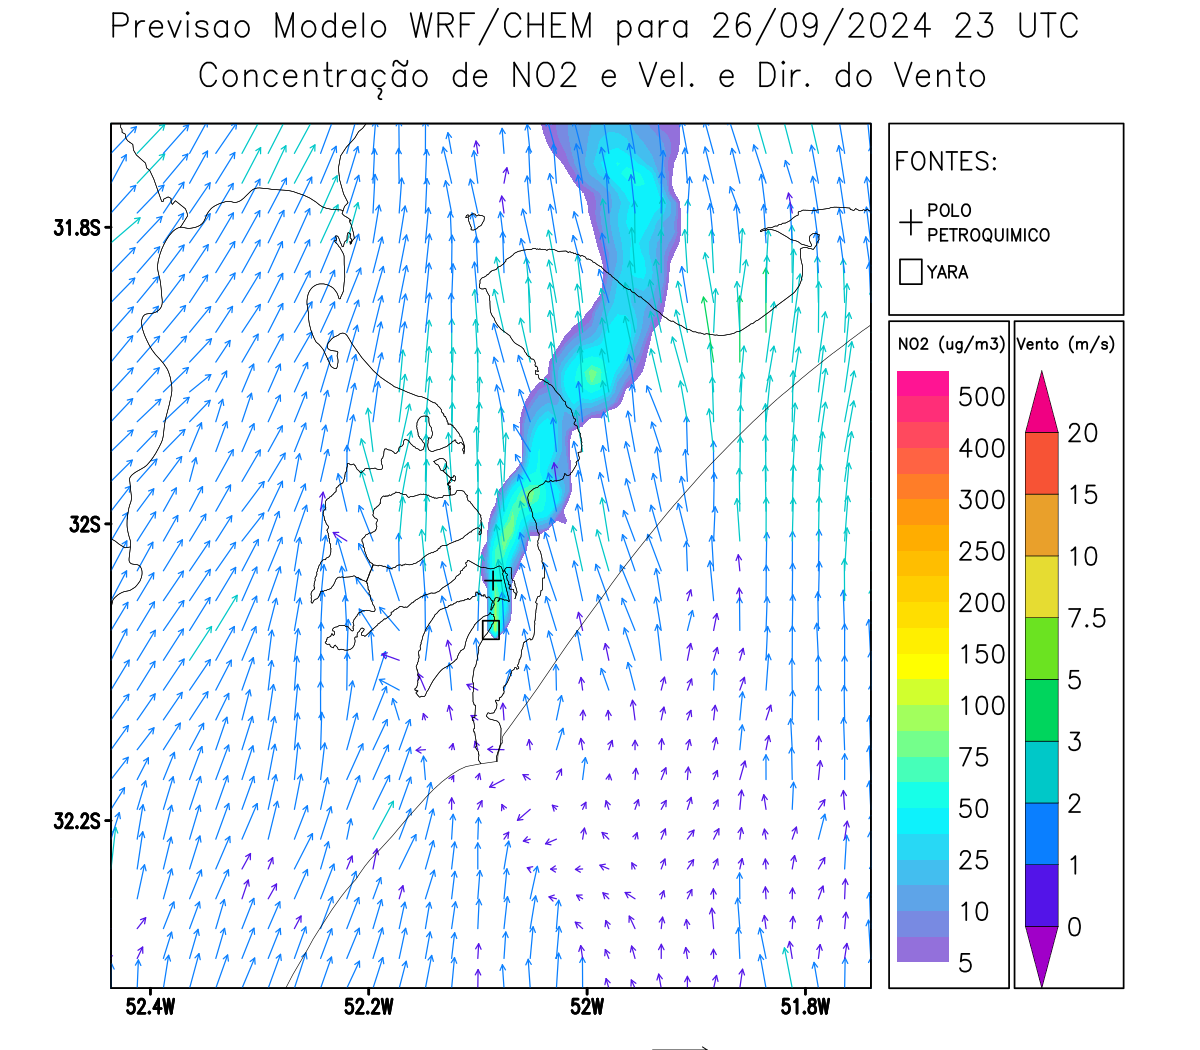 Previsao Modelo WRF/CHEM para 26/09/2024 23 UTC
Concentração de NO2 e Vel. e Dir. do Vento
FONTES:
POLO
PETROQUIMICO
YARA
NO2 (ug/m3)
500
400
300
250
200
150
100
75
50
25
10
5
Vento (m/s)
20
15
10
7.5
5
3
2
1
0
31.8S
32S
32.2S
52.4W
52.2W
52W
51.8W